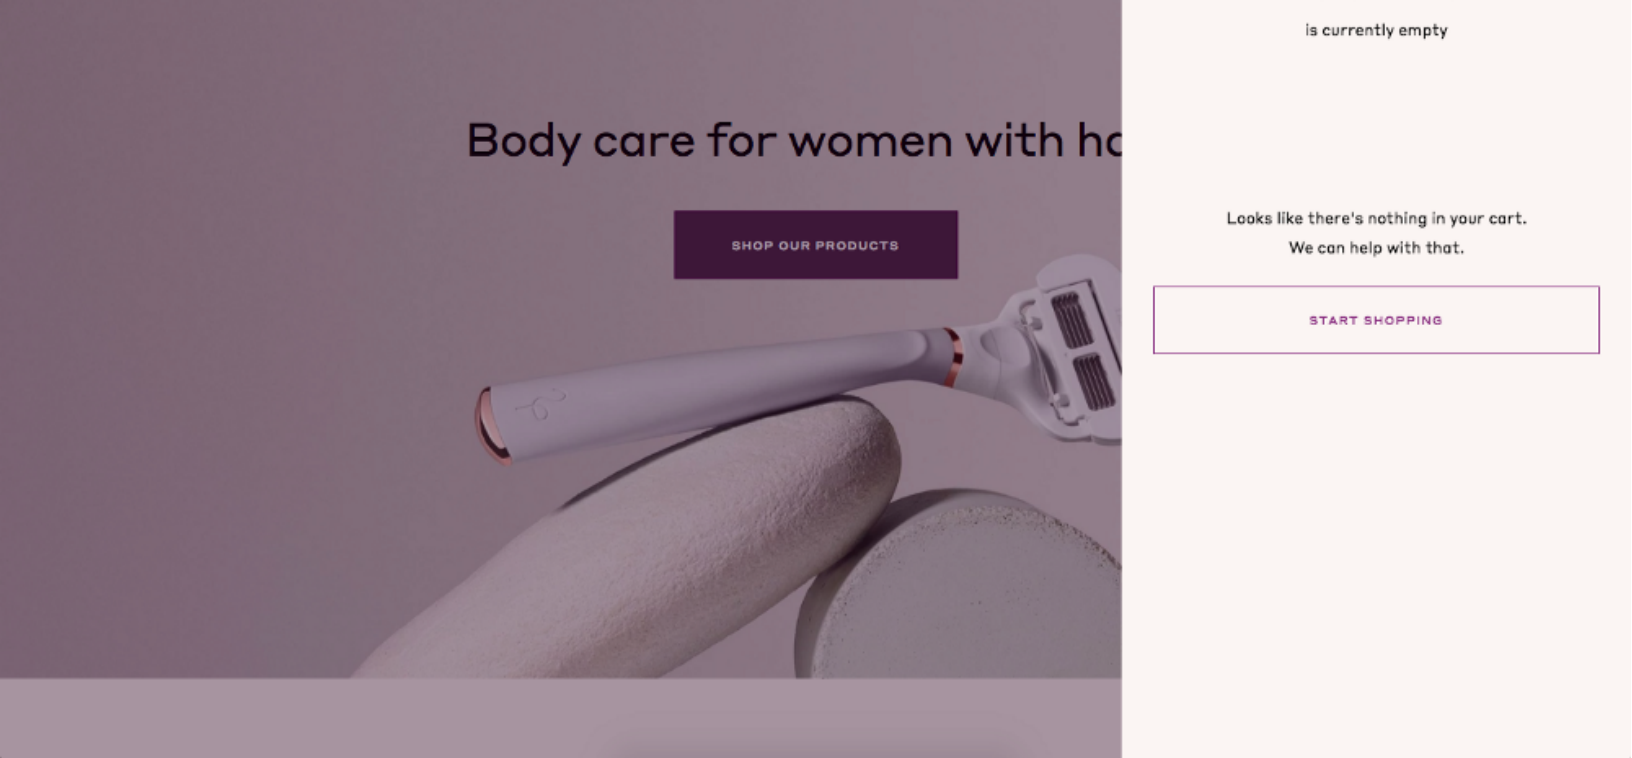 is currently empty
Body care for women with
SHOP OUR PRODUCTS
Looks like there's nothing in your cart.
We can help with that.
START SHOPPING